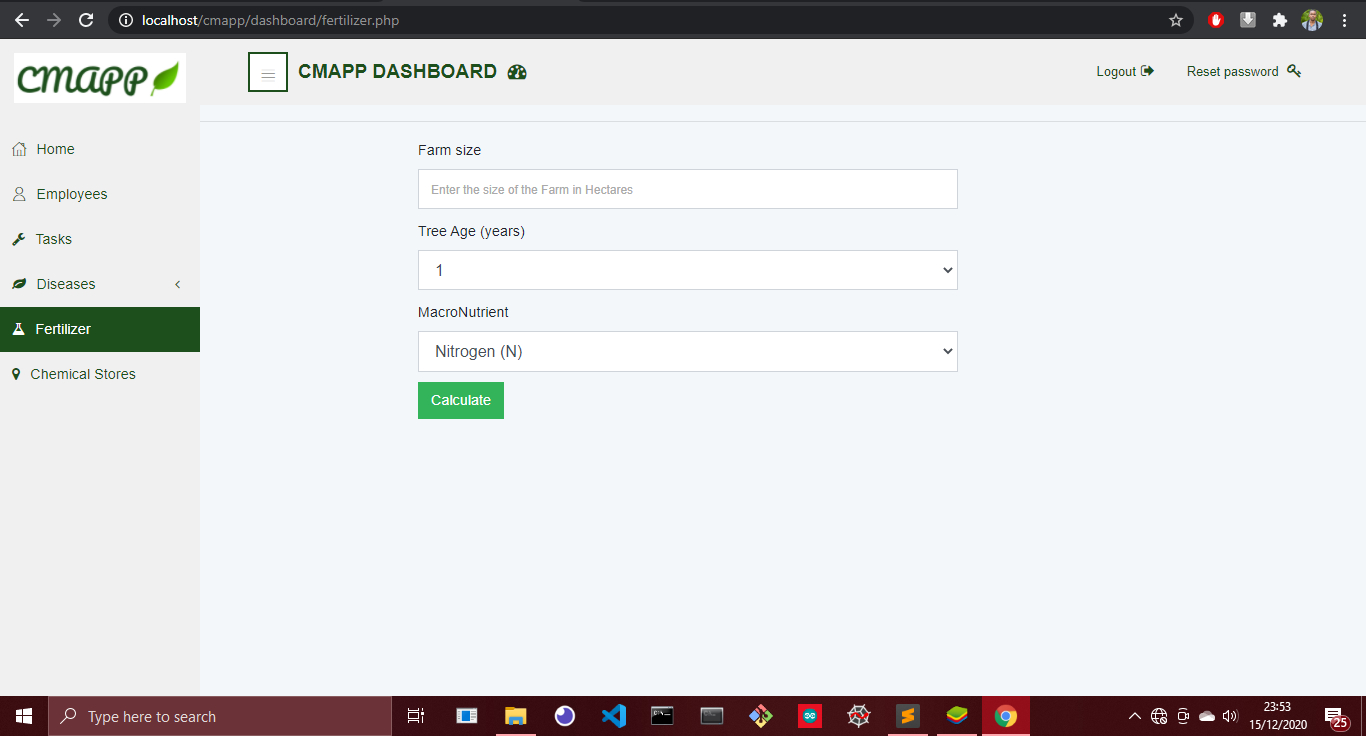 localhost/cmapp/dashboard/fertilizer.php
cmapp
CMAPP DASHBOARD
Logout
Reset password
Home
Employees
Tasks
Diseases
Fertilizer
Chemical Stores
Farm size
Enter the size of the Farm in Hectares
Tree Age (years)
1
MacroNutrient
Nitrogen (N)
Calculate
Type here to search
23:53
15/12/2020
25